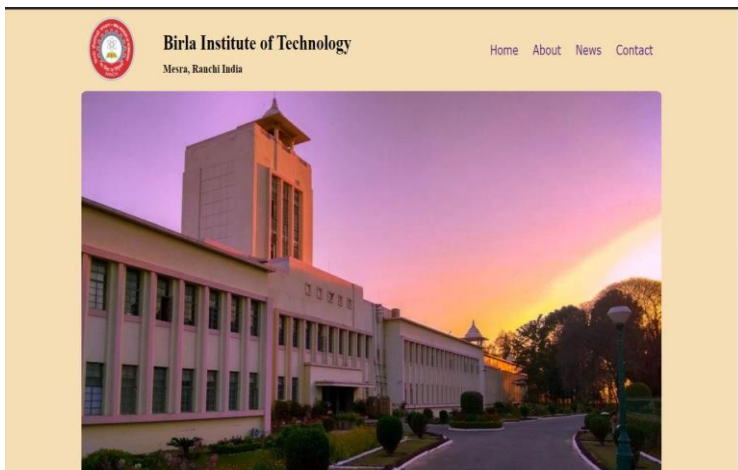 Birla Institute of Technology
Mesra, Ranchi India
Home About News Contact